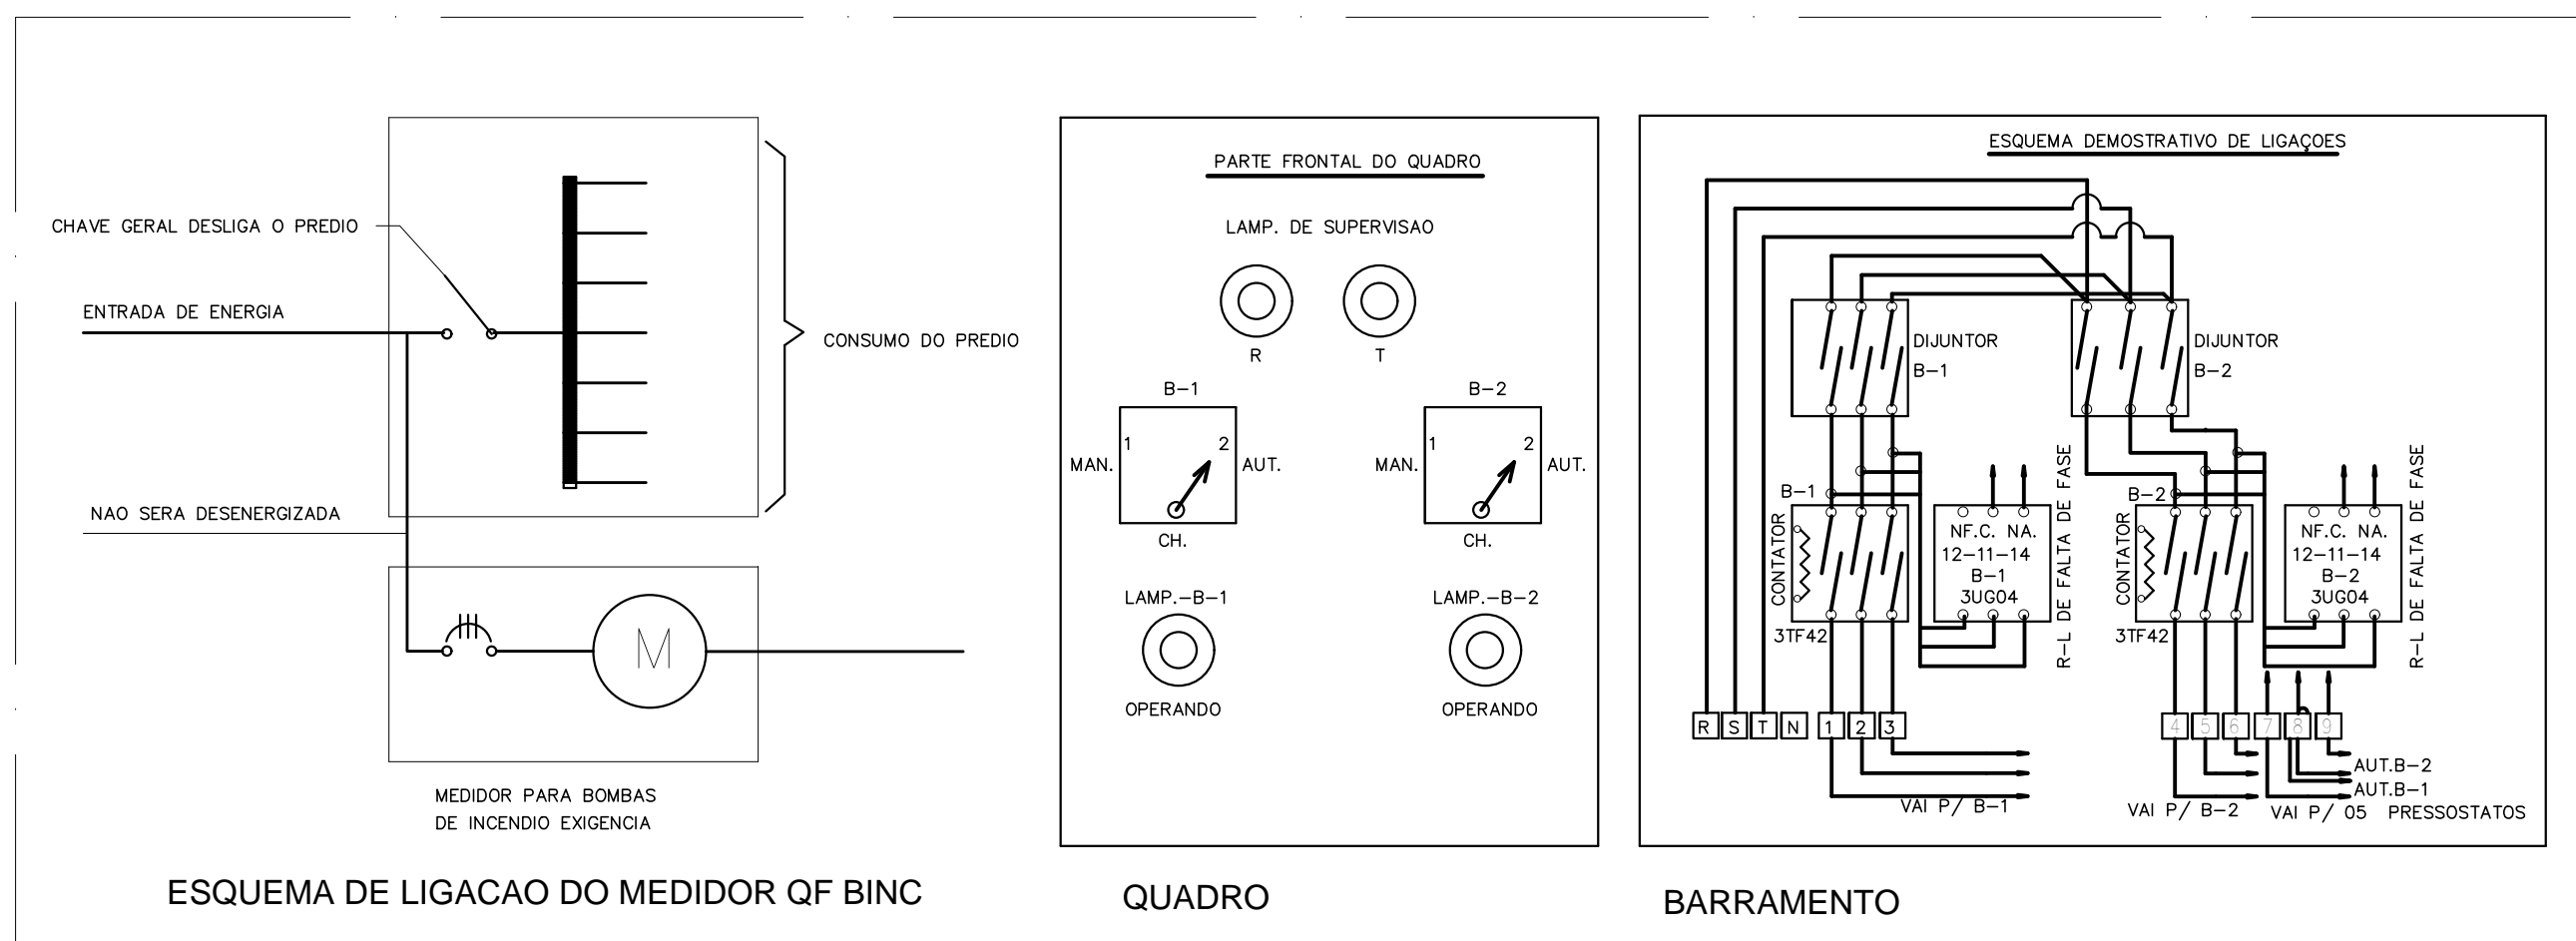 CHAVE GERAL DESLIGA O PREDIO
ENTRADA DE ENERGIA
CONSUMO DO PREDIO
NAO SERA DESENERGIZADA
M
MEDIDOR PARA BOMBAS
DE INCENDIO EXIGENCIA
ESQUEMA DE LIGACAO DO MEDIDOR QF BINC
PARTE FRONTAL DO QUADRO
LAMP. DE SUPERVISAO
R T
B-1 B-2
1 2 1 2
MAN. AUT. MAN. AUT.
CH. CH.
LAMP.-B-1 LAMP.-B-2
OPERANDO OPERANDO
QUADRO
ESQUEMA DEMOSTRATIVO DE LIGAÇOES
DIJUNTOR
B-1
DIJUNTOR
B-2
B-1
CONTATOR
3TF42
NF.C. NA.
12-11-14
B-1
3UG04
R-L DE FALTA DE FASE
B-2
CONTATOR
3TF42
NF.C. NA.
12-11-14
B-2
3UG04
R-L DE FALTA DE FASE
R S T N 1 2 3 4 5 6 7 8 9
AUT.B-2
AUT.B-1
VAI P/ B-1
VAI P/ B-2
VAI P/ 05 PRESSOSTATOS
BARRAMENTO